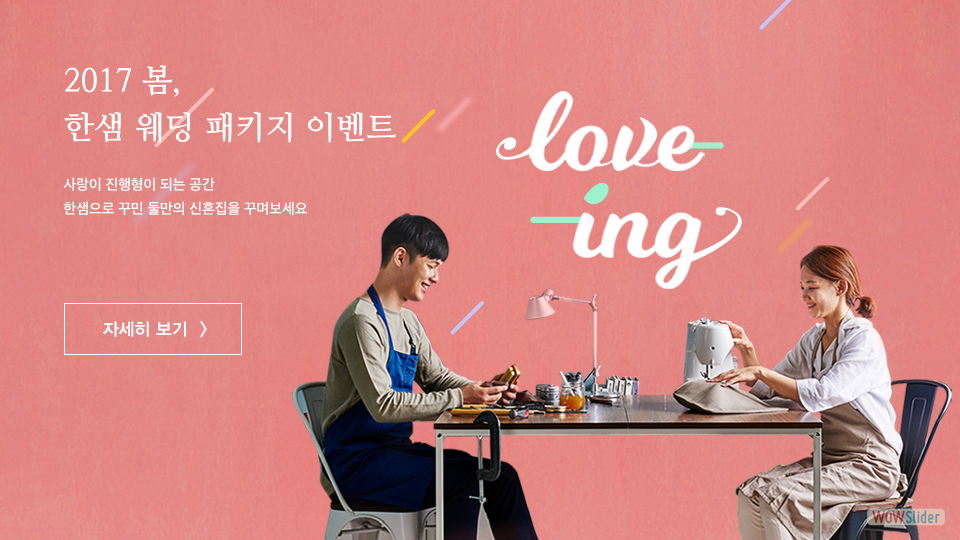 2017 봄,
한샘 웨딩 패키지 이벤트
사랑이 진행형이 되는 공간
한샘으로 꾸민 둘만의 신혼집을 꾸며보세요
자세히 보기 〉
love
ing
WOWSlider